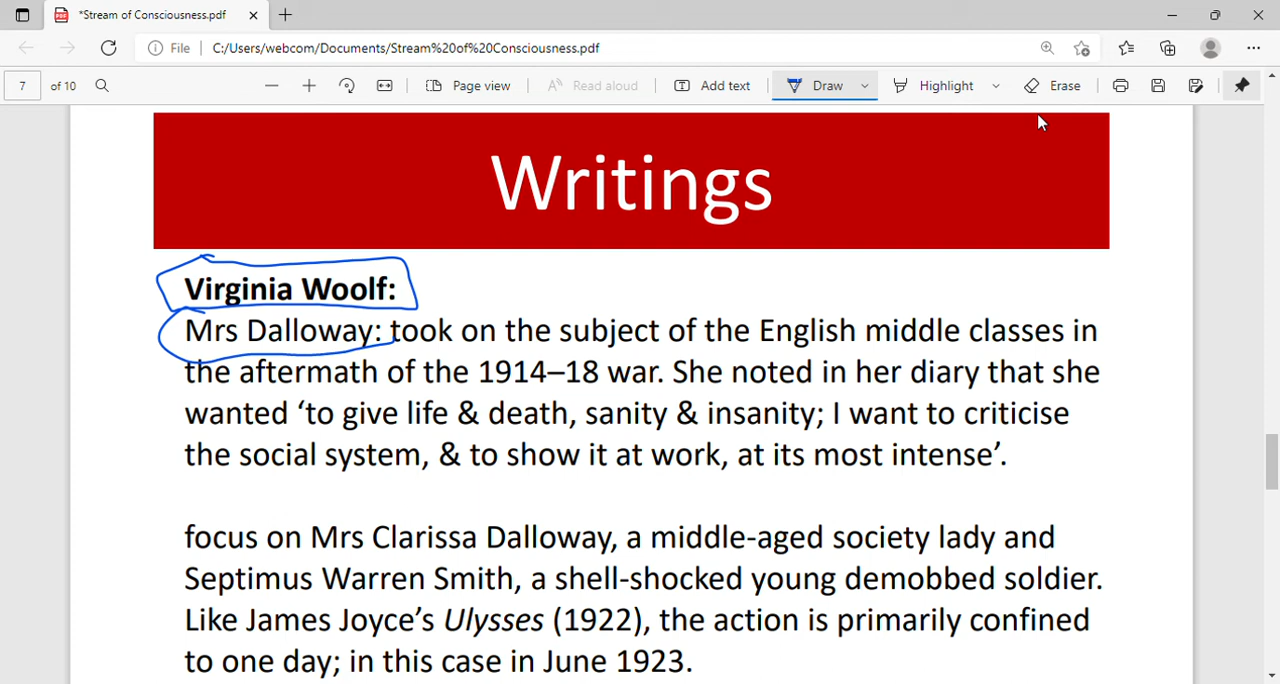 *Stream of Consciousness.pdf
File C:/Users/webcom/Documents/Stream%20of%20Consciousness.pdf
7 of 10 Page view Read aloud Add text Draw Highlight Erase
Writings
Virginia Woolf:
Mrs Dalloway: took on the subject of the English middle classes in
the aftermath of the 1914–18 war. She noted in her diary that she
wanted ‘to give life & death, sanity & insanity; I want to criticise
the social system, & to show it at work, at its most intense’.
focus on Mrs Clarissa Dalloway, a middle-aged society lady and
Septimus Warren Smith, a shell-shocked young demobbed soldier.
Like James Joyce’s Ulysses (1922), the action is primarily confined
to one day; in this case in June 1923.